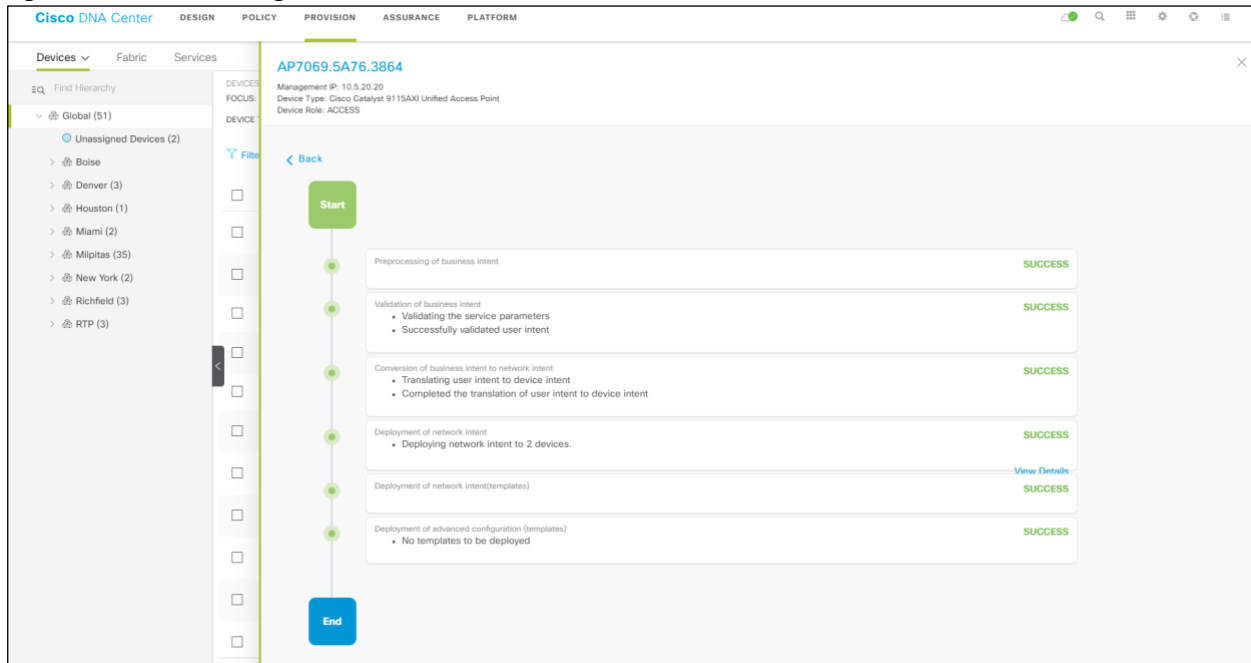 Cisco DNA Center DESIGN POLICY PROVISION ASSURANCE PLATFORM
Devices Fabric Services
Find Hierarchy
Global (51)
Unassigned Devices (2)
Boise
Denver (3)
Houston (1)
Miami (2)
Milpitas (35)
New York (2)
Richfield (3)
RTP (3)
DEVICES
FOCUS:
DEVICE
Filte
AP7069.5A76.3864
Management IP: 10.5.20.20
Device Type: Cisco Catalyst 9115AXI Unified Access Point
Device Role: ACCESS
Back
Start
Preprocessing of business intent SUCCESS
Validation of business intent SUCCESS
• Validating the service parameters
• Successfully validated user intent
Conversion of business intent to network intent SUCCESS
• Translating user intent to device intent
• Completed the translation of user intent to device intent
Deployment of network intent SUCCESS
• Deploying network intent to 2 devices.
View Details
Deployment of network intent(templates) SUCCESS
Deployment of advanced configuration (templates) SUCCESS
• No templates to be deployed
End